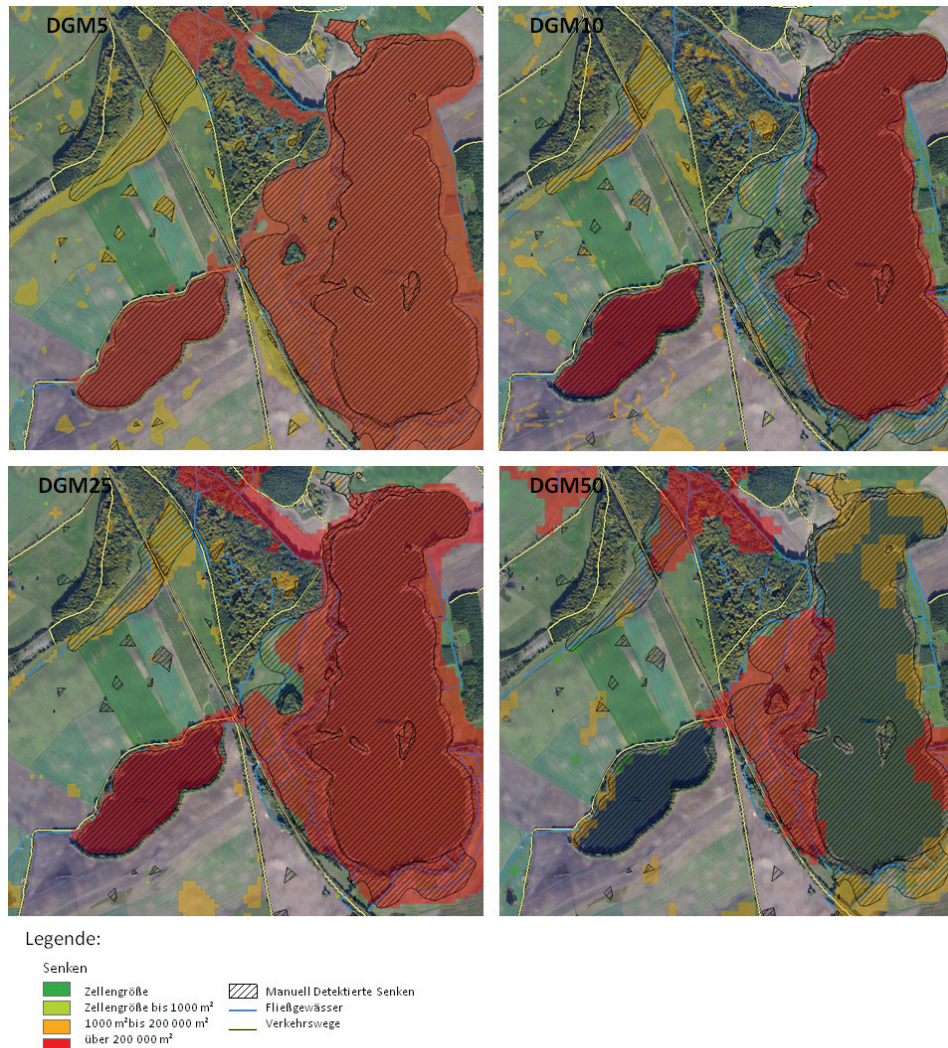 DGM5
DGM10
DGM25
DGM50
Legende:
Senken
Zellengröße
Zellengröße bis 1000 m²
1000 m²bis 200 000 m²
über 200 000 m²
Manuell Detektierte Senken
Fließgewässer
Verkehrswege